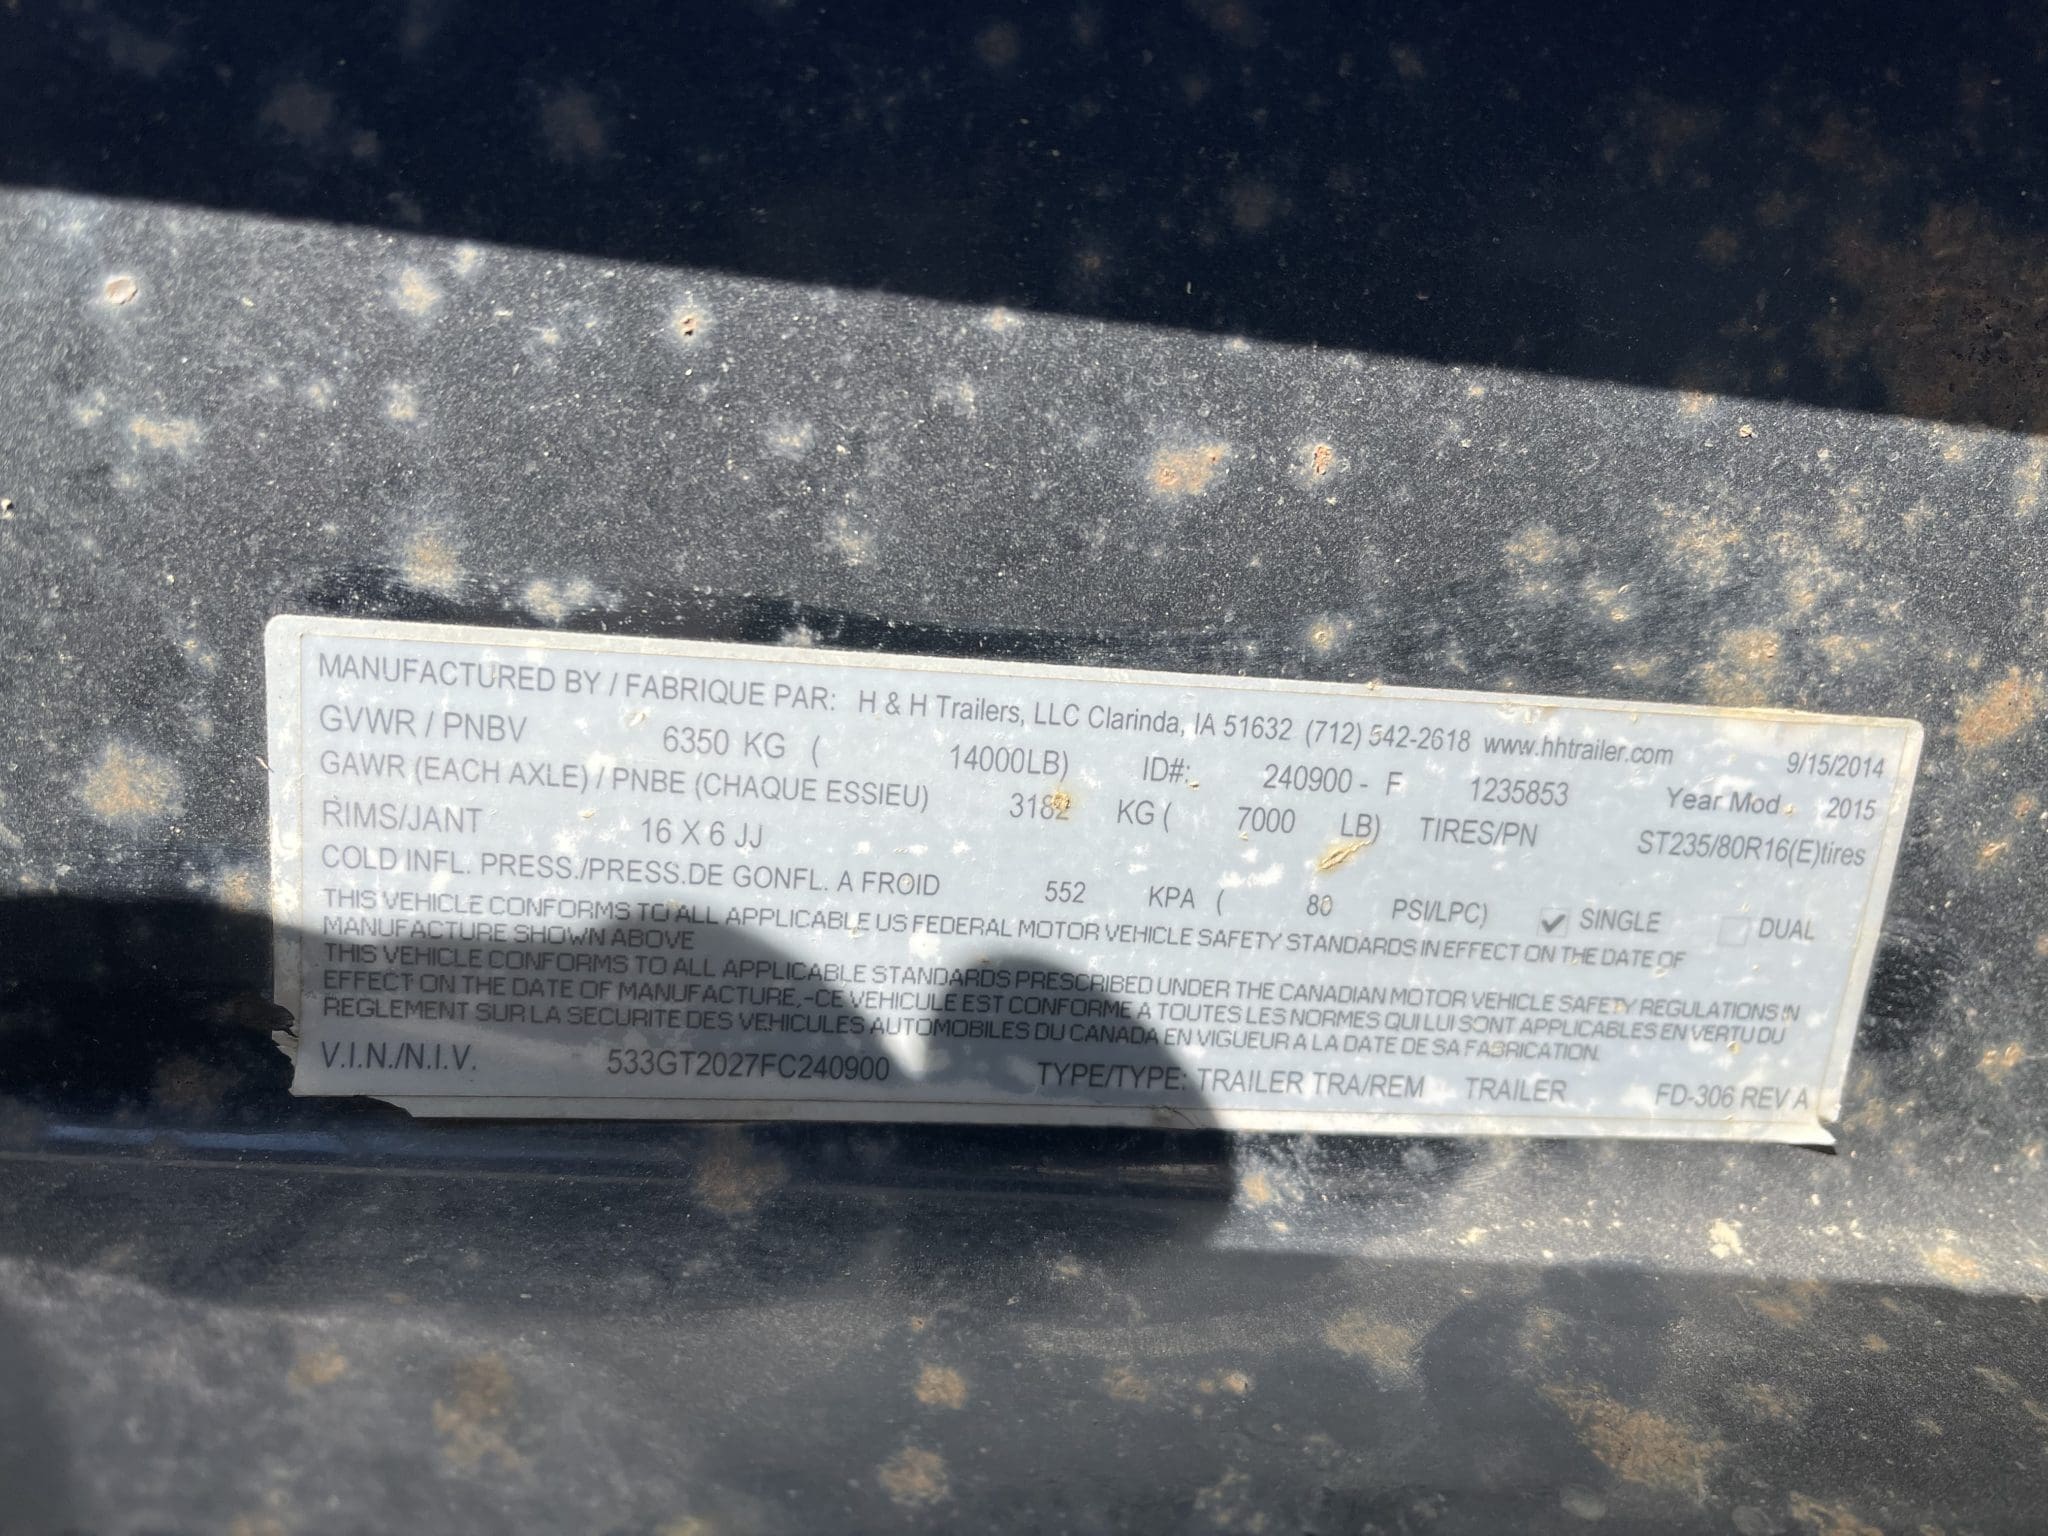 MANUFACTURED BY / FABRIQUE PAR: H & H Trailers, LLC Clarinda, IA 51632 (712) 542-2618 www.hhtrailer.com 9/15/2014
GVWR / PNBV 6350 KG ( 14000LB) ID#: 240900 - F 1235853 Year Mod. 2015
GAWR (EACH AXLE) / PNBE (CHAQUE ESSIEU) 3182 KG ( 7000 LB) TIRES/PN ST235/80R16(E)tires
RIMS/JANT 16 X 6 JJ
COLD INFL. PRESS./PRESS.DE GONFL. A FROID 552 KPA ( 80 PSI/LPC) SINGLE DUAL
THIS VEHICLE CONFORMS TO ALL APPLICABLE US FEDERAL MOTOR VEHICLE SAFETY STANDARDS IN EFFECT ON THE DATE OF
MANUFACTURE SHOWN ABOVE
THIS VEHICLE CONFORMS TO ALL APPLICABLE STANDARDS PRESCRIBED UNDER THE CANADIAN MOTOR VEHICLE SAFETY REGULATIONS IN
EFFECT ON THE DATE OF MANUFACTURE.-CE VEHICULE EST CONFORME A TOUTES LES NORMES QUI LUI SONT APPLICABLES EN VERTU DU
REGLEMENT SUR LA SECURITE DES VEHICULES AUTOMOBILES DU CANADA EN VIGUEUR A LA DATE DE SA FABRICATION.
V.I.N./N.I.V. 533GT2027FC240900 TYPE/TYPE: TRAILER TRA/REM TRAILER FD-306 REV A